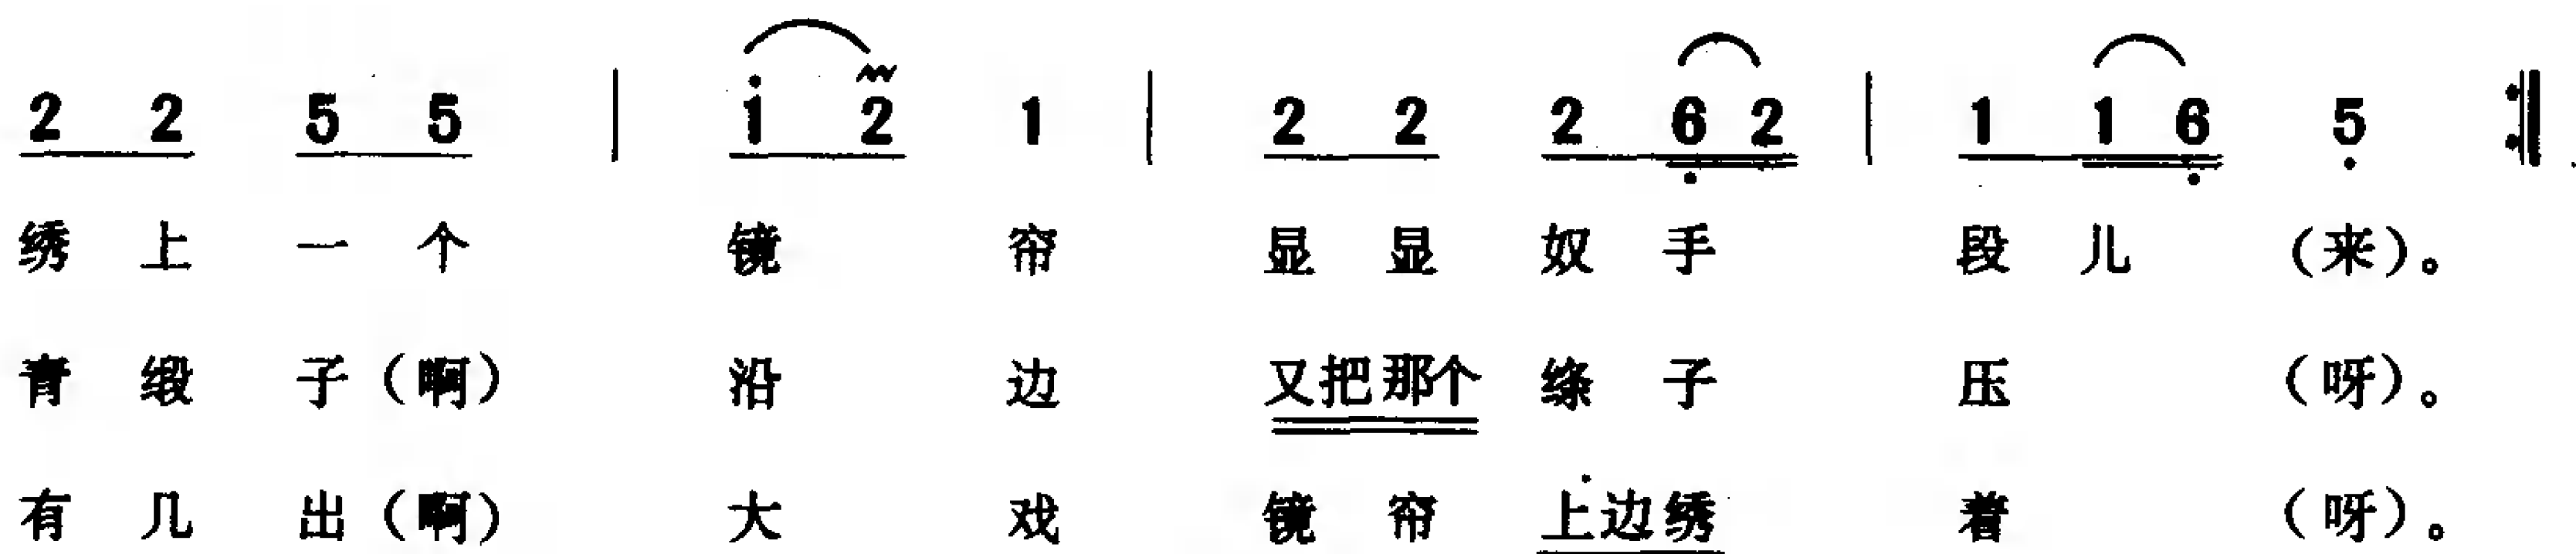 2 2 5 5 | 1̇ 2 1 | 2 2 2 6̣ 2 | 1 1 6̣ 5̣ :‖
绣 上 一 个 镜 帘 显 显 奴 手 段 儿 （来）。
青 缎 子（啊） 沿 边 又把那个 绦 子 压 （呀）。
有 几 出（啊） 大 戏 镜 帘 上边绣 着 （呀）。